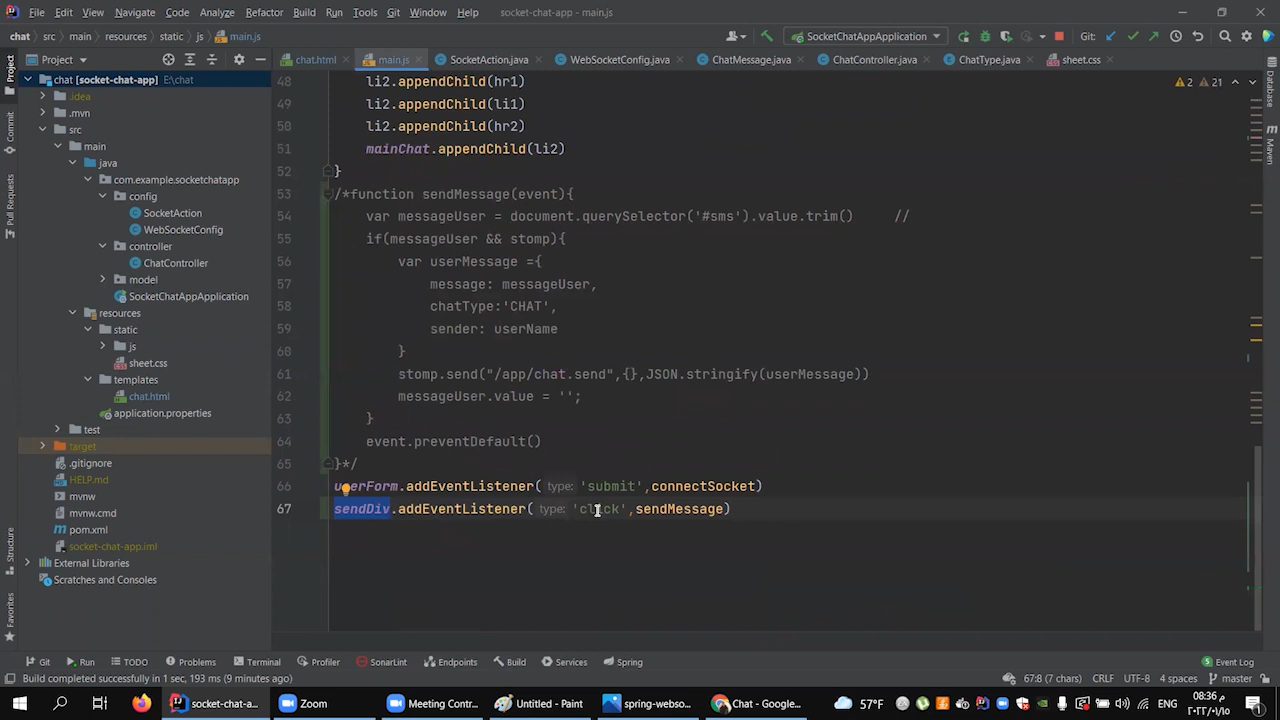 File Edit View Navigate Code Analyze Refactor Build Run Tools Git Window Help socket-chat-app - main.js
chat src main resources static js main.js SocketChatAppApplication Git:
Project chat.html main.js SocketAction.java WebSocketConfig.java ChatMessage.java ChatController.java ChatType.java sheet.css
Project
Commit
Pull Requests
Structure
Favorites
chat [socket-chat-app] E:\chat
.idea
.mvn
src
main
java
com.example.socketchatapp
config
SocketAction
WebSocketConfig
controller
ChatController
model
SocketChatAppApplication
resources
static
js
sheet.css
templates
chat.html
application.properties
test
target
.gitignore
HELP.md
mvnw
mvnw.cmd
pom.xml
socket-chat-app.iml
External Libraries
Scratches and Consoles
2 21
48 li2.appendChild(hr1)
49 li2.appendChild(li1)
50 li2.appendChild(hr2)
51 mainChat.appendChild(li2)
52 }
53 /*function sendMessage(event){
54 var messageUser = document.querySelector('#sms').value.trim() //
55 if(messageUser && stomp){
56 var userMessage ={
57 message: messageUser,
58 chatType:'CHAT',
59 sender: userName
60 }
61 stomp.send("/app/chat.send",{},JSON.stringify(userMessage))
62 messageUser.value = '';
63 }
64 event.preventDefault()
65 }*/
66 userForm.addEventListener( type: 'submit',connectSocket)
67 sendDiv.addEventListener( type: 'click',sendMessage)
Database
Maven
Git Run TODO Problems Terminal Profiler SonarLint Endpoints Build Services Spring Event Log
Build completed successfully in 1 sec, 193 ms (9 minutes ago) 67:8 (7 chars) CRLF UTF-8 4 spaces master
socket-chat-a... Zoom Meeting Contr... Untitled - Paint spring-webso... Chat - Google... 57°F ENG